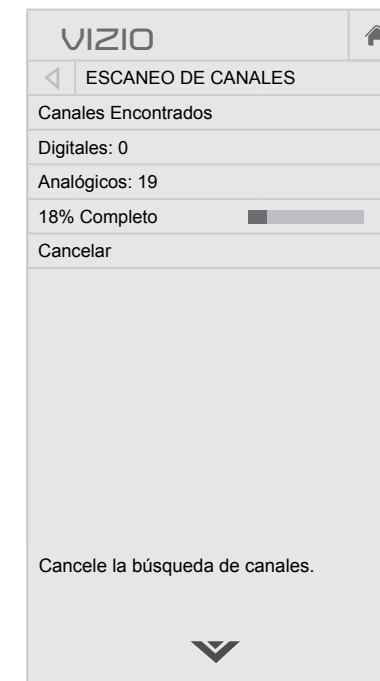 VIZIO
ESCANEO DE CANALES
Canales Encontrados
Digitales: 0
Analógicos: 19
18% Completo
Cancelar
Cancele la búsqueda de canales.